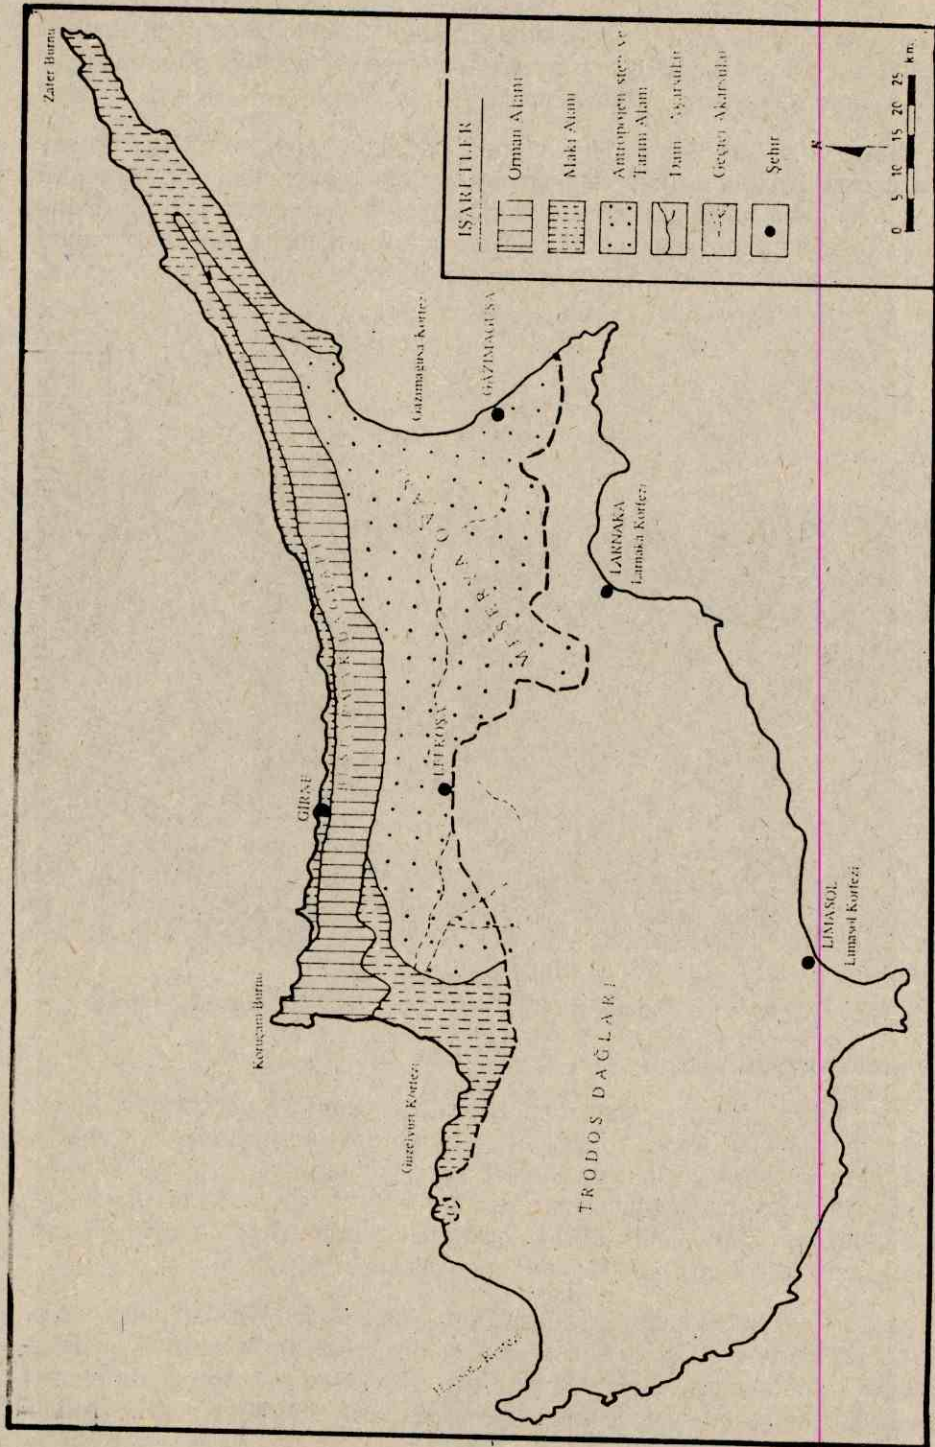 Zafer Burnu
Koruçam Burnu
GİRNE
BEŞPARMAK DAĞLARI
Gazimağusa Körfezi
GAZİMAĞUSA
Güzelyurt Körfezi
LEFKOŞA
MESARYA OVASI
LARNAKA
Larnaka Körfezi
TRODOS DAĞLARI
LIMASOL
Limasol Körfezi
Körfezi
İŞARETLER
Orman Alanı
Maki Alanı
Antropojen step ve
Tarım Alanı
Daimi Akarsular
Geçici Akarsular
Şehir
0 5 10 15 20 25 km.